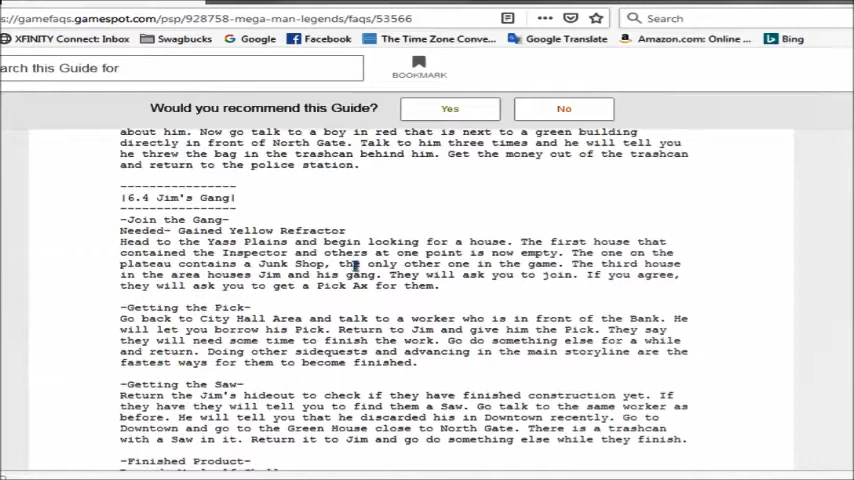 s://gamefaqs.gamespot.com/psp/928758-mega-man-legends/faqs/53566
Search
XFINITY Connect: Inbox
Swagbucks
Google
Facebook
The Time Zone Conve...
Google Translate
Amazon.com: Online ...
Bing
arch this Guide for
BOOKMARK
Would you recommend this Guide?
Yes
No
about him. Now go talk to a boy in red that is next to a green building
directly in front of North Gate. Talk to him three times and he will tell you
he threw the bag in the trashcan behind him. Get the money out of the trashcan
and return to the police station.
----------------
|6.4 Jim's Gang|
----------------
-Join the Gang-
Needed- Gained Yellow Refractor
Head to the Yass Plains and begin looking for a house. The first house that
contained the Inspector and others at one point is now empty. The one on the
plateau contains a Junk Shop, the only other one in the game. The third house
in the area houses Jim and his gang. They will ask you to join. If you agree,
they will ask you to get a Pick Ax for them.
-Getting the Pick-
Go back to City Hall Area and talk to a worker who is in front of the Bank. He
will let you borrow his Pick. Return to Jim and give him the Pick. They say
they will need some time to finish the work. Go do something else for a while
and return. Doing other sidequests and advancing in the main storyline are the
fastest ways for them to become finished.
-Getting the Saw-
Return the Jim's hideout to check if they have finished construction yet. If
they have they will tell you to find them a Saw. Go talk to the same worker as
before. He will tell you that he discarded his in Downtown recently. Go to
Downtown and go to the Green House close to North Gate. There is a trashcan
with a Saw in it. Return it to Jim and go do something else while they finish.
-Finished Product-